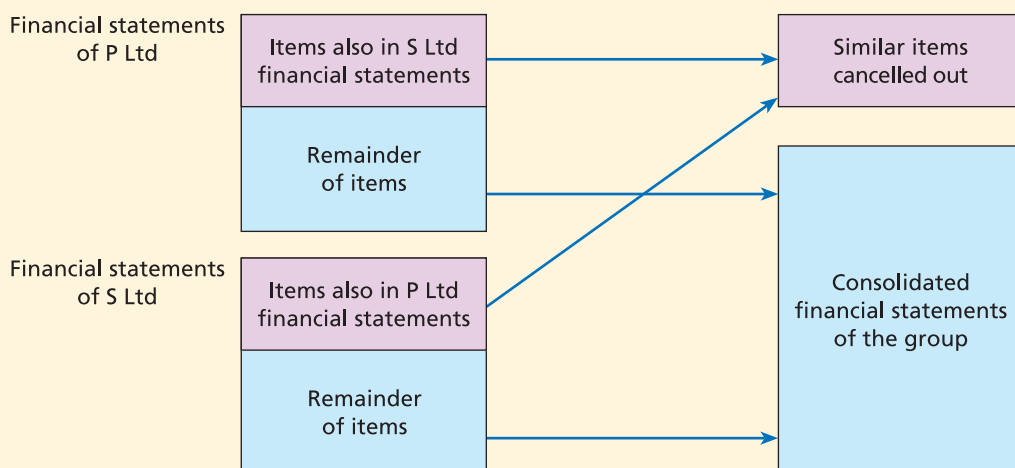 Financial statements
of P Ltd
Items also in S Ltd
financial statements
Remainder
of items
Similar items
cancelled out
Financial statements
of S Ltd
Items also in P Ltd
financial statements
Remainder
of items
Consolidated
financial statements
of the group